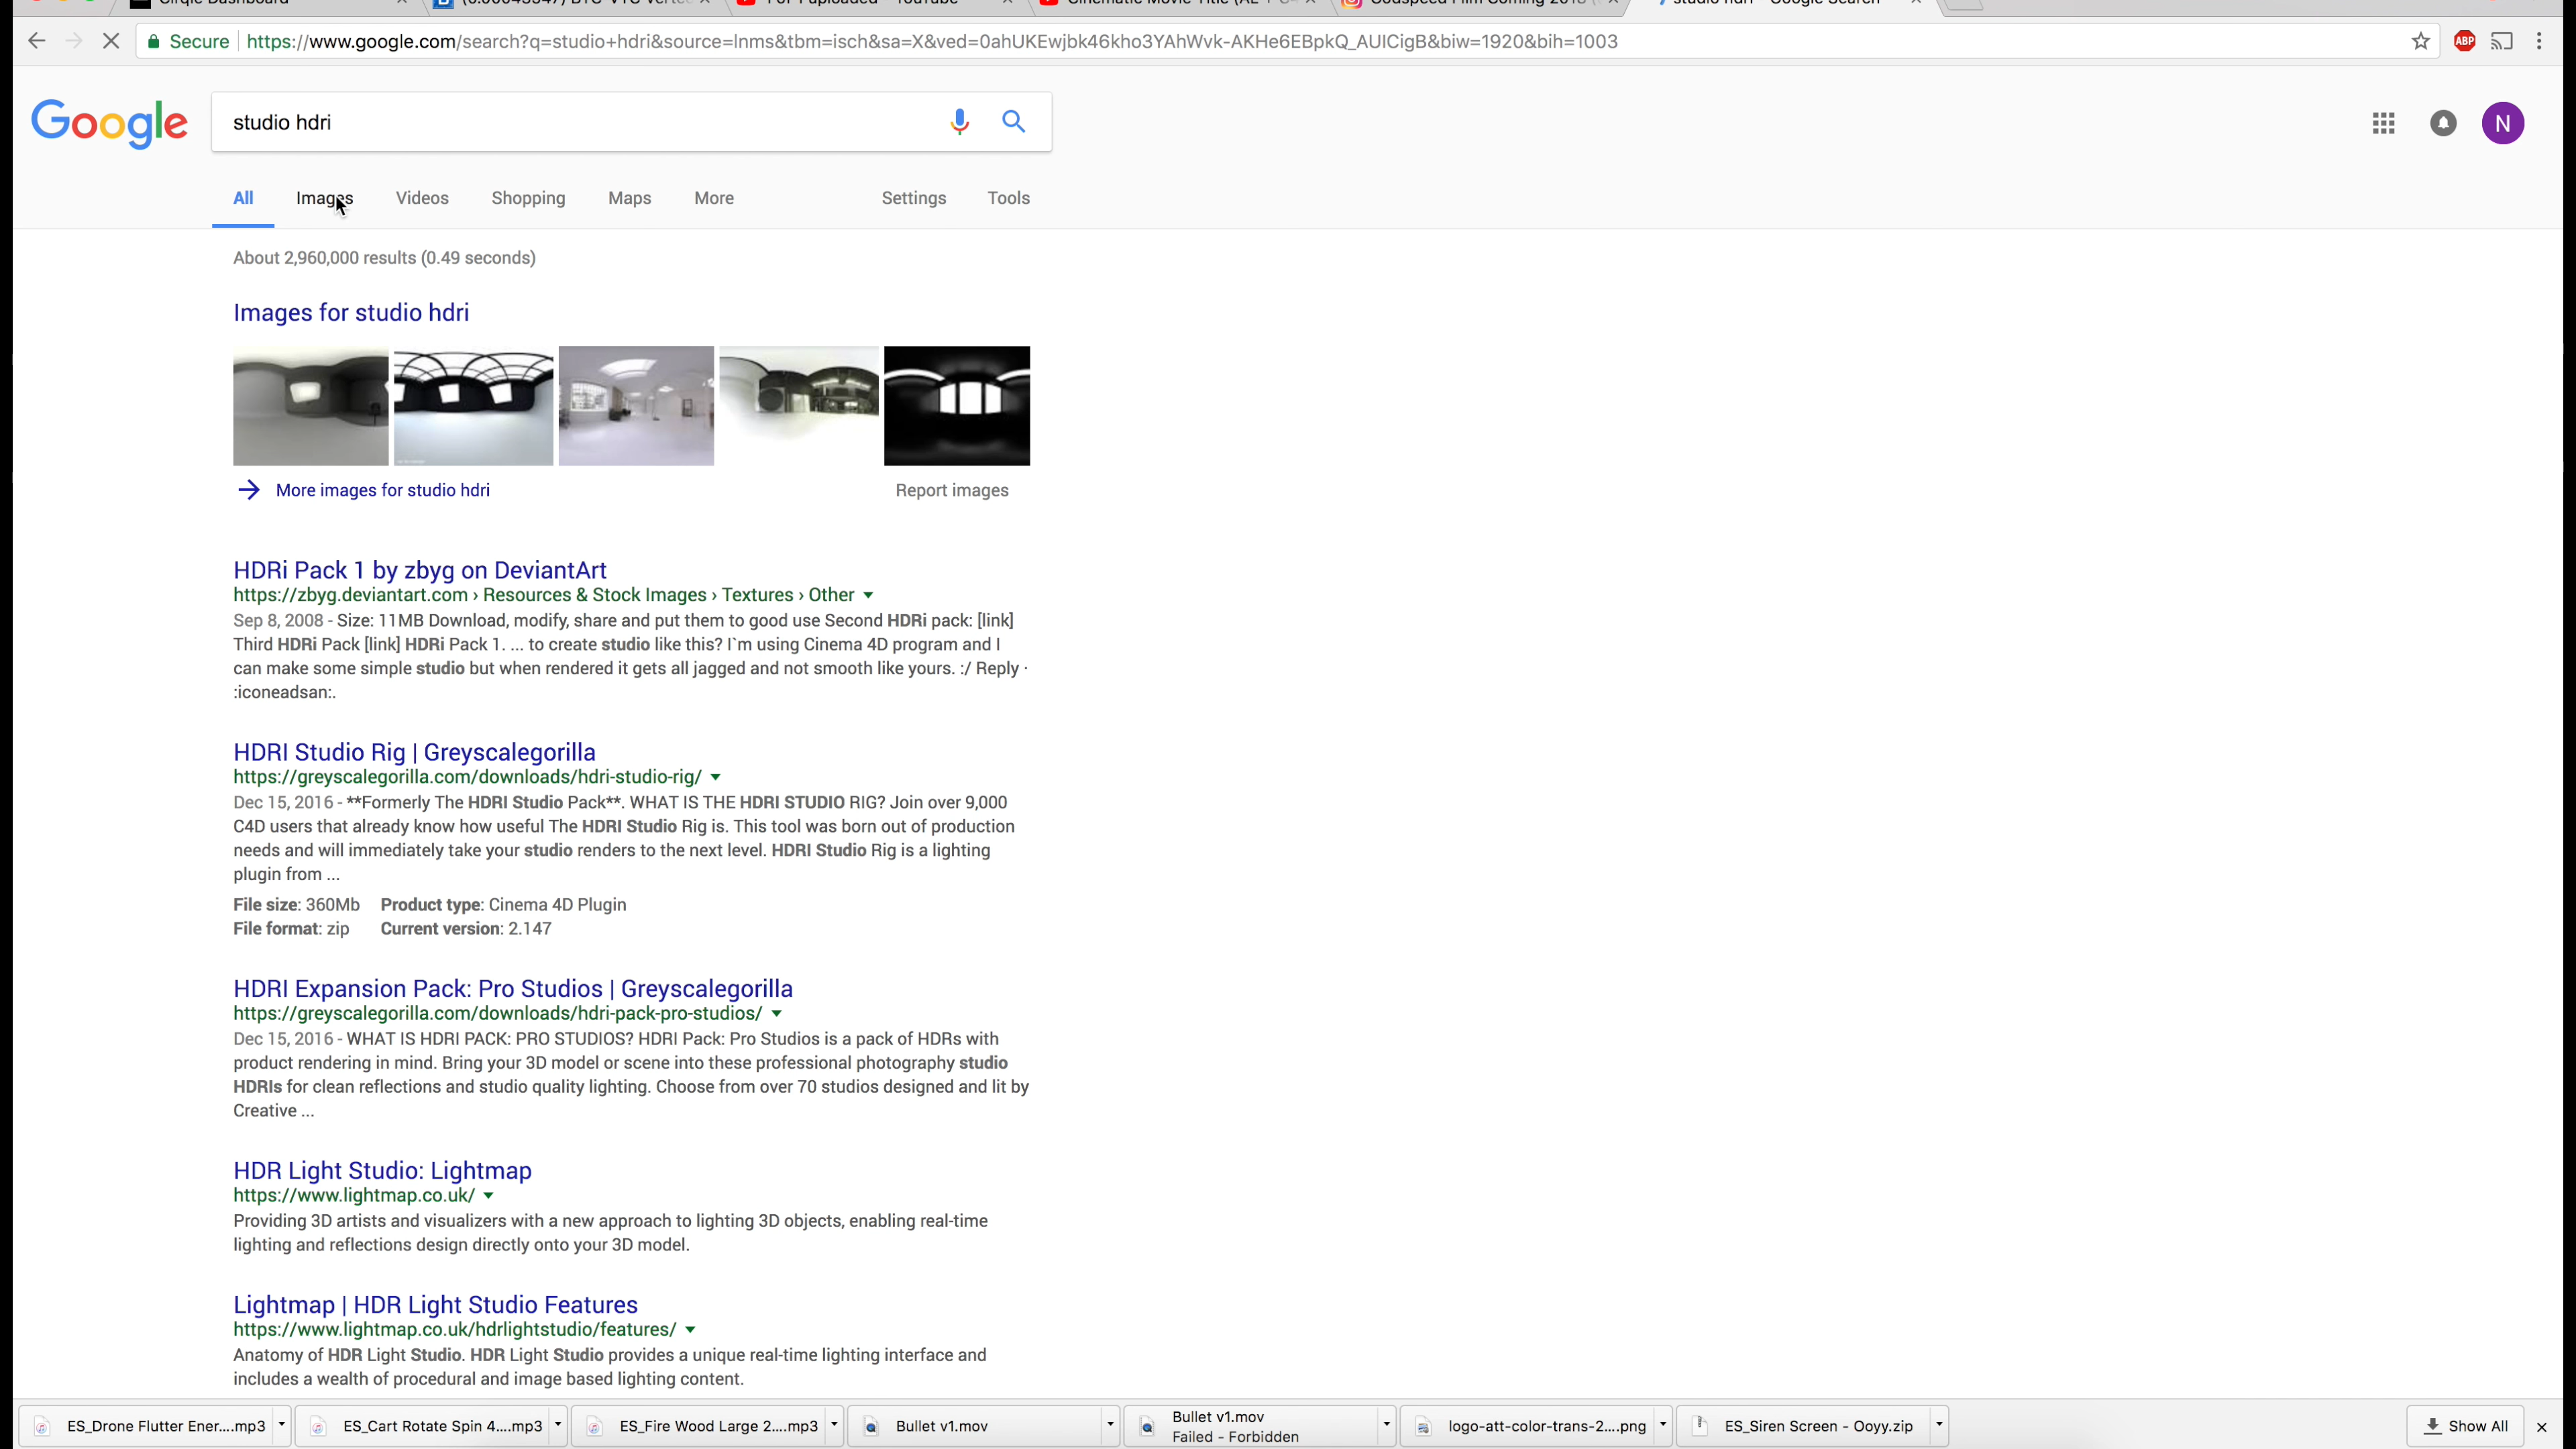 Secure https://www.google.com/search?q=studio+hdri&source=lnms&tbm=isch&sa=X&ved=0ahUKEwjbk46kho3YAhWvk-AKHe6EBpkQ_AUICigB&biw=1920&bih=1003
ABP
Google studio hdri
N
All Images Videos Shopping Maps More Settings Tools
About 2,960,000 results (0.49 seconds)
Images for studio hdri
More images for studio hdri Report images
HDRi Pack 1 by zbyg on DeviantArt
https://zbyg.deviantart.com › Resources & Stock Images › Textures › Other
Sep 8, 2008 - Size: 11MB Download, modify, share and put them to good use Second HDRi pack: [link]
Third HDRi Pack [link] HDRi Pack 1. ... to create studio like this? I`m using Cinema 4D program and I
can make some simple studio but when rendered it gets all jagged and not smooth like yours. :/ Reply ·
:iconeadsan:.
HDRI Studio Rig | Greyscalegorilla
https://greyscalegorilla.com/downloads/hdri-studio-rig/
Dec 15, 2016 - **Formerly The HDRI Studio Pack**. WHAT IS THE HDRI STUDIO RIG? Join over 9,000
C4D users that already know how useful The HDRI Studio Rig is. This tool was born out of production
needs and will immediately take your studio renders to the next level. HDRI Studio Rig is a lighting
plugin from ...
File size: 360Mb Product type: Cinema 4D Plugin
File format: zip Current version: 2.147
HDRI Expansion Pack: Pro Studios | Greyscalegorilla
https://greyscalegorilla.com/downloads/hdri-pack-pro-studios/
Dec 15, 2016 - WHAT IS HDRI PACK: PRO STUDIOS? HDRI Pack: Pro Studios is a pack of HDRs with
product rendering in mind. Bring your 3D model or scene into these professional photography studio
HDRIs for clean reflections and studio quality lighting. Choose from over 70 studios designed and lit by
Creative ...
HDR Light Studio: Lightmap
https://www.lightmap.co.uk/
Providing 3D artists and visualizers with a new approach to lighting 3D objects, enabling real-time
lighting and reflections design directly onto your 3D model.
Lightmap | HDR Light Studio Features
https://www.lightmap.co.uk/hdrlightstudio/features/
Anatomy of HDR Light Studio. HDR Light Studio provides a unique real-time lighting interface and
includes a wealth of procedural and image based lighting content.
ES_Drone Flutter Ener....mp3 ES_Cart Rotate Spin 4....mp3 ES_Fire Wood Large 2....mp3 Bullet v1.mov Bullet v1.mov logo-att-color-trans-2....png ES_Siren Screen - Ooyy.zip Show All
Failed - Forbidden